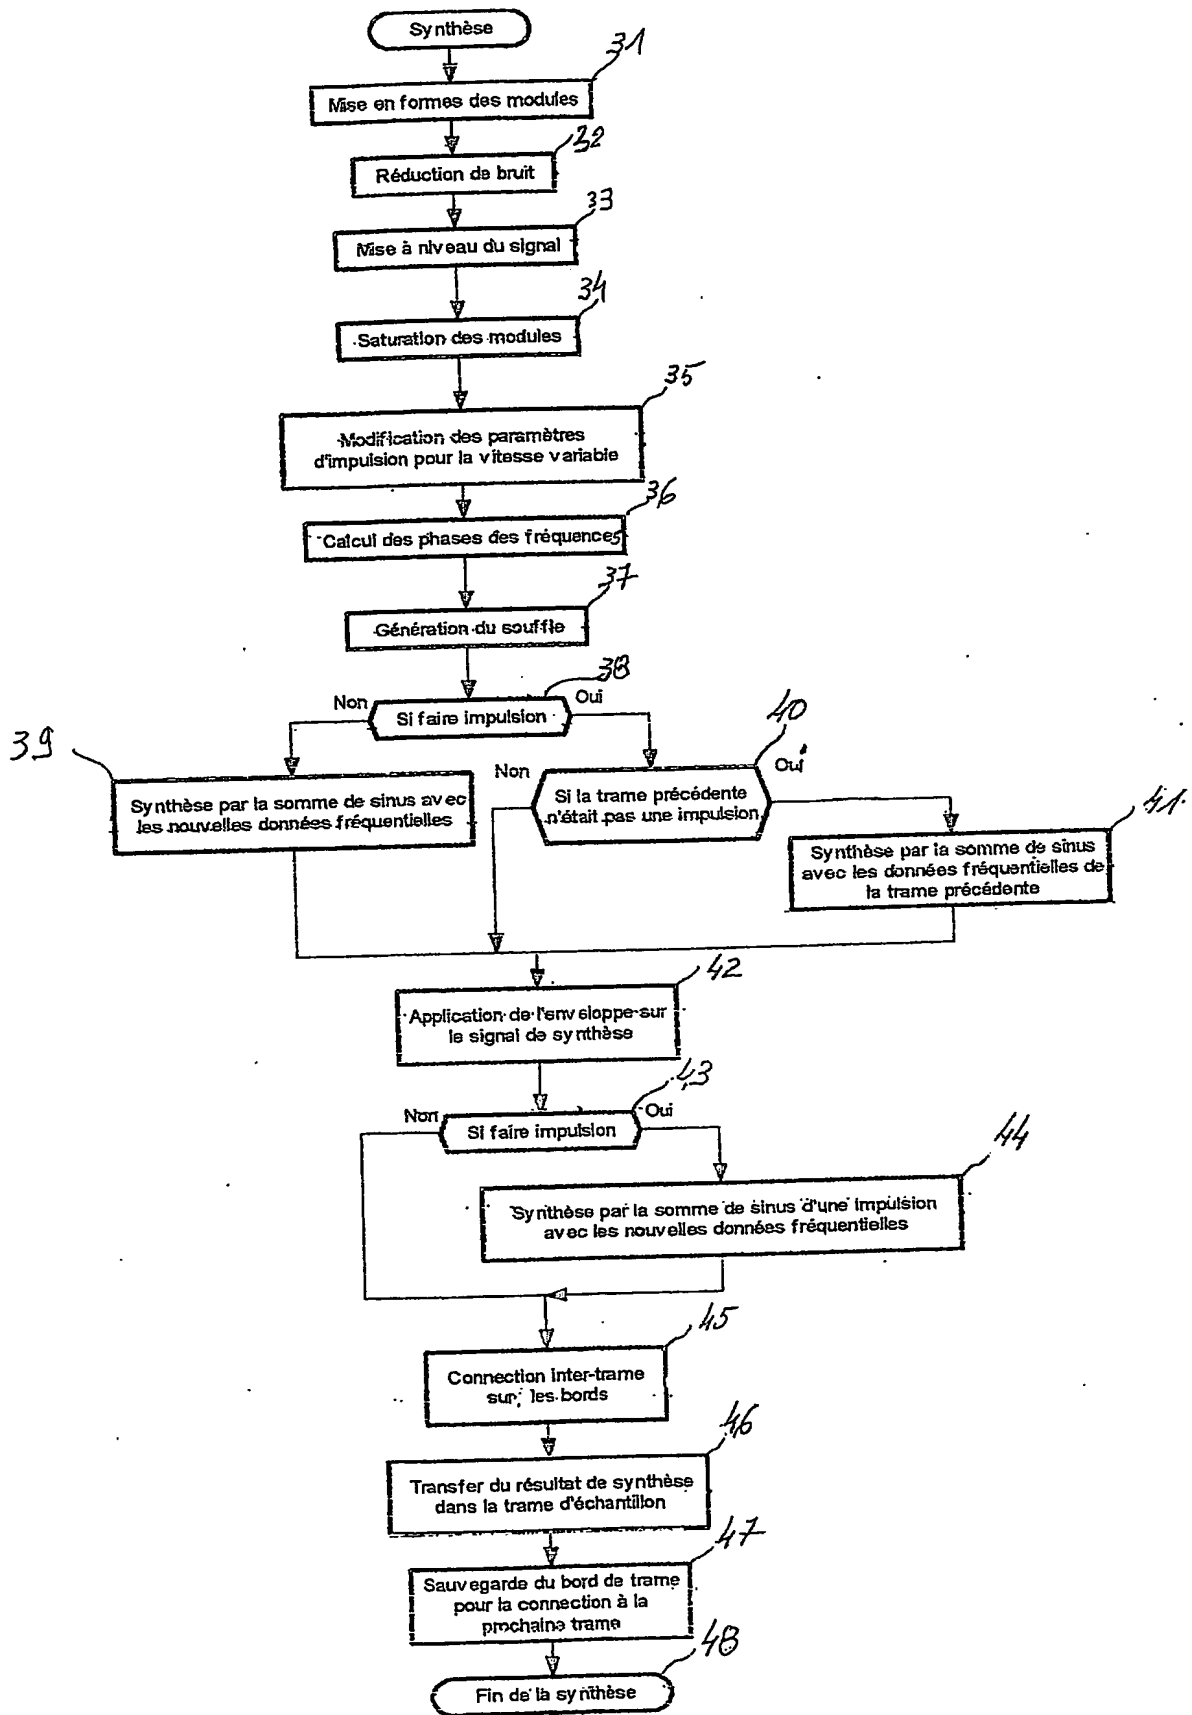 Synthèse
31
Mise en formes des modules
32
Réduction de bruit
33
Mise à niveau du signal
34
Saturation des modules
35
Modification des paramètres
d'impulsion pour la vitesse variable
36
Calcul des phases des fréquences
37
Génération du souffle
38
Non
Oui
Si faire impulsion
39
40
Synthèse par la somme de sinus avec
les nouvelles données fréquentielles
Non
Oui
Si la trame précédente
n'était pas une impulsion
41
Synthèse par la somme de sinus
avec les données fréquentielles de
la trame précédente
42
Application de l'enveloppe sur
le signal de synthèse
43
Non
Oui
Si faire impulsion
44
Synthèse par la somme de sinus d'une impulsion
avec les nouvelles données fréquentielles
45
Connection inter-trame
sur les bords
46
Transfer du résultat de synthèse
dans la trame d'échantillon
47
Sauvegarde du bord de trame
pour la connection à la
prochaine trame
48
Fin de la synthèse